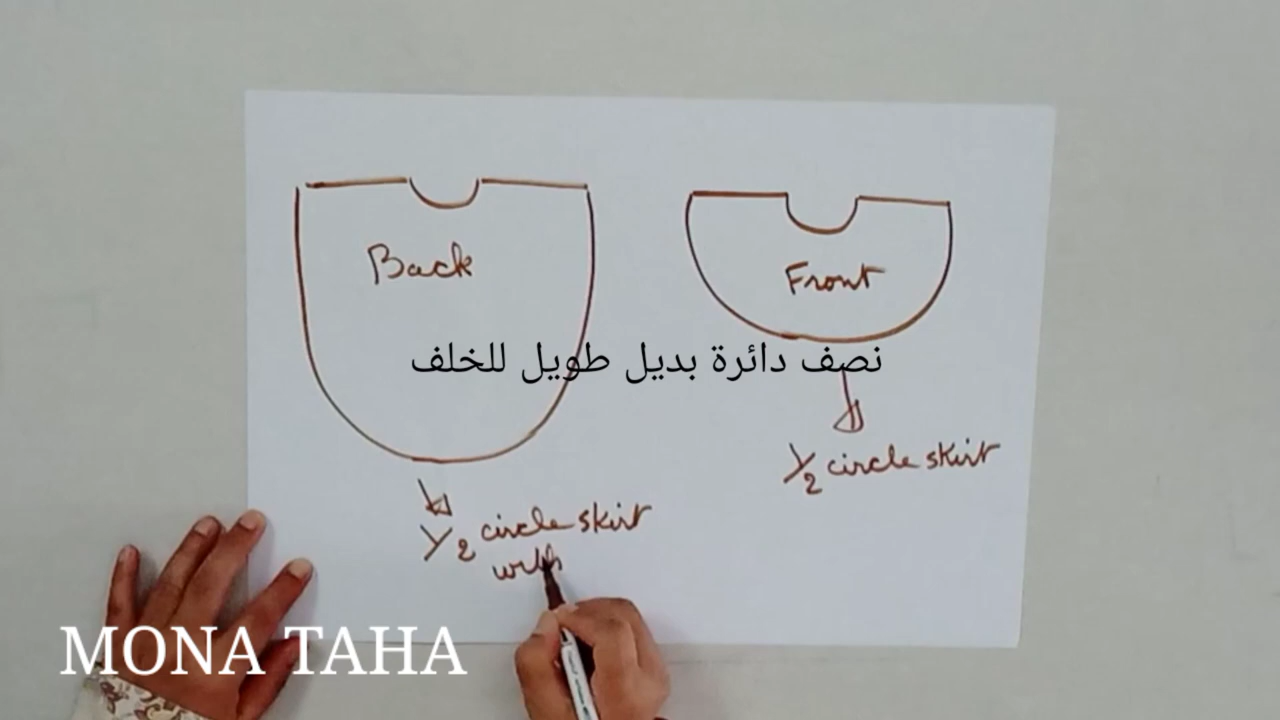 Back
Front
نصف دائرة بديل طويل للخلف
1/2 circle skirt
1/2 circle skirt
with
MONA TAHA